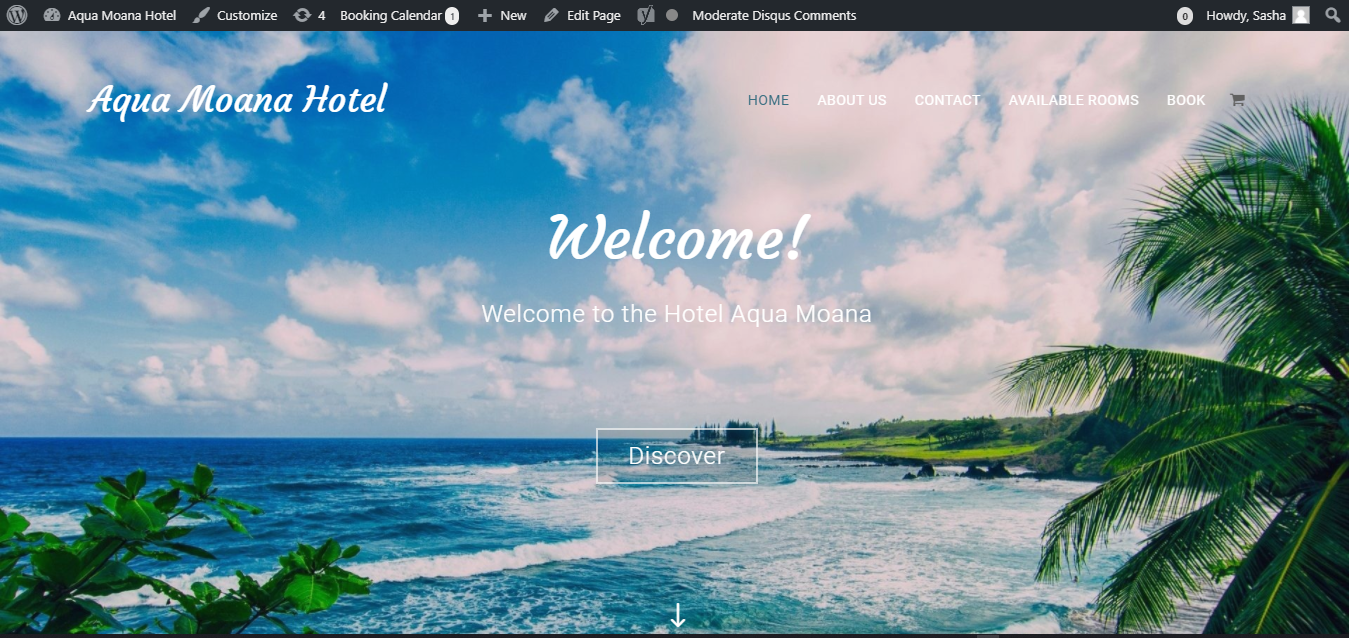 Aqua Moana Hotel Customize 4 Booking Calendar 1 New Edit Page Moderate Disqus Comments 0 Howdy, Sasha
Aqua Moana Hotel HOME ABOUT US CONTACT AVAILABLE ROOMS BOOK
Welcome!
Welcome to the Hotel Aqua Moana
Discover